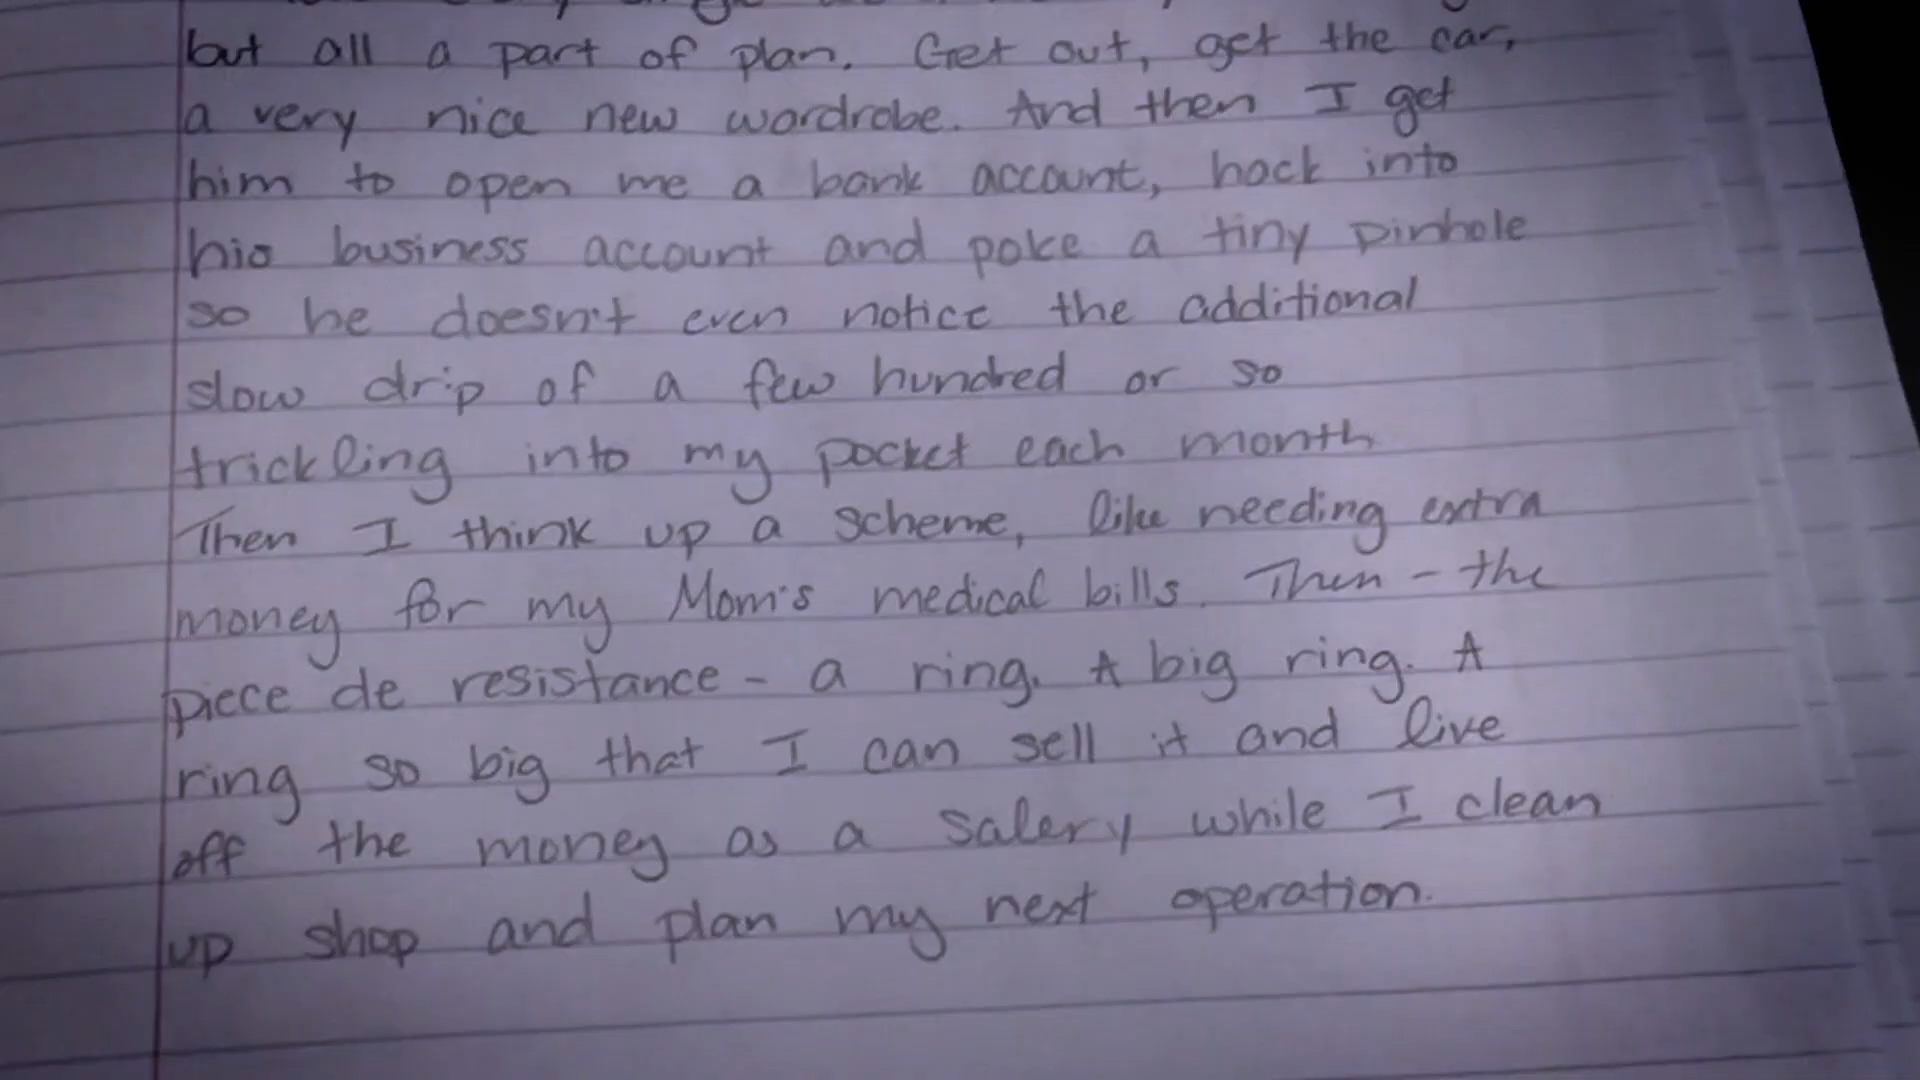 but all a part of plan. Get out, get the car,
a very nice new wardrobe. And then I get
him to open me a bank account, hack into
his business account and poke a tiny pinhole
so he doesn't even notice the additional
slow drip of a few hundred or so
trickling into my pocket each month
Then I think up a scheme, like needing extra
money for my Mom's medical bills. Then - the
piece de resistance - a ring. A big ring. A
ring so big that I can sell it and live
off the money as a salery while I clean
up shop and plan my next operation.